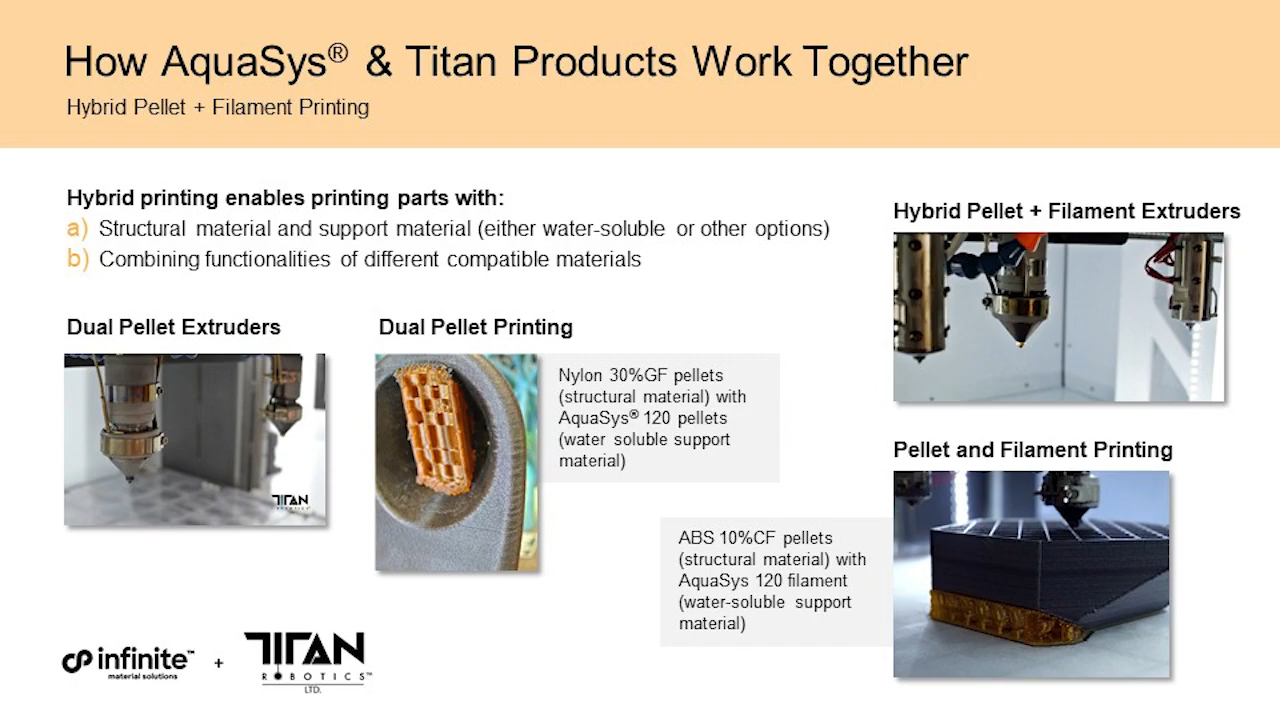 How AquaSys® & Titan Products Work Together
Hybrid Pellet + Filament Printing
Hybrid printing enables printing parts with:
a) Structural material and support material (either water-soluble or other options)
b) Combining functionalities of different compatible materials
Dual Pellet Extruders
TITAN
ROBOTICS
Dual Pellet Printing
Nylon 30%GF pellets
(structural material) with
AquaSys® 120 pellets
(water soluble support
material)
Hybrid Pellet + Filament Extruders
Pellet and Filament Printing
ABS 10%CF pellets
(structural material) with
AquaSys 120 filament
(water-soluble support
material)
infinite™
material solutions
+
TITAN
ROBOTICS™
LTD.